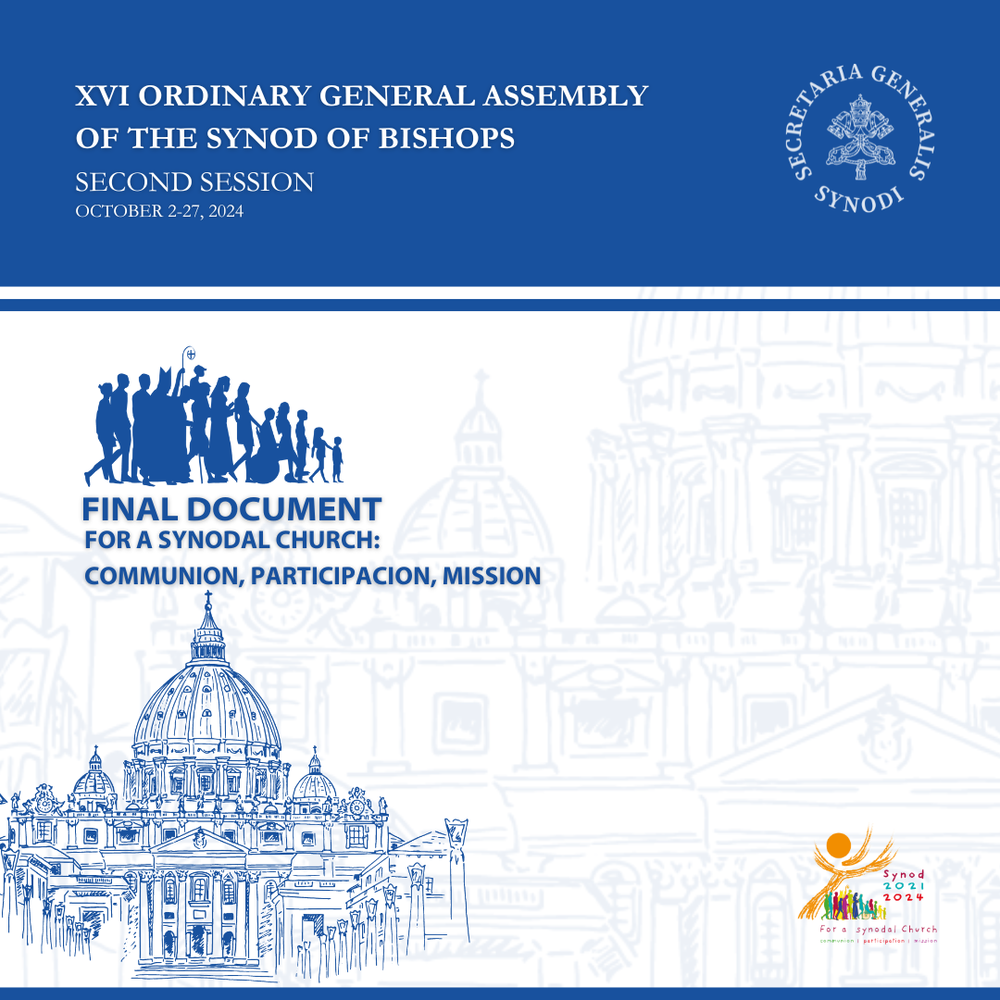 XVI ORDINARY GENERAL ASSEMBLY
OF THE SYNOD OF BISHOPS
SECOND SESSION
OCTOBER 2-27, 2024
SECRETARIA GENERALIS
SYNODI
FINAL DOCUMENT
FOR A SYNODAL CHURCH:
COMMUNION, PARTICIPACION, MISSION
Synod
2021
2024
For a synodal Church
communion | participation | mission